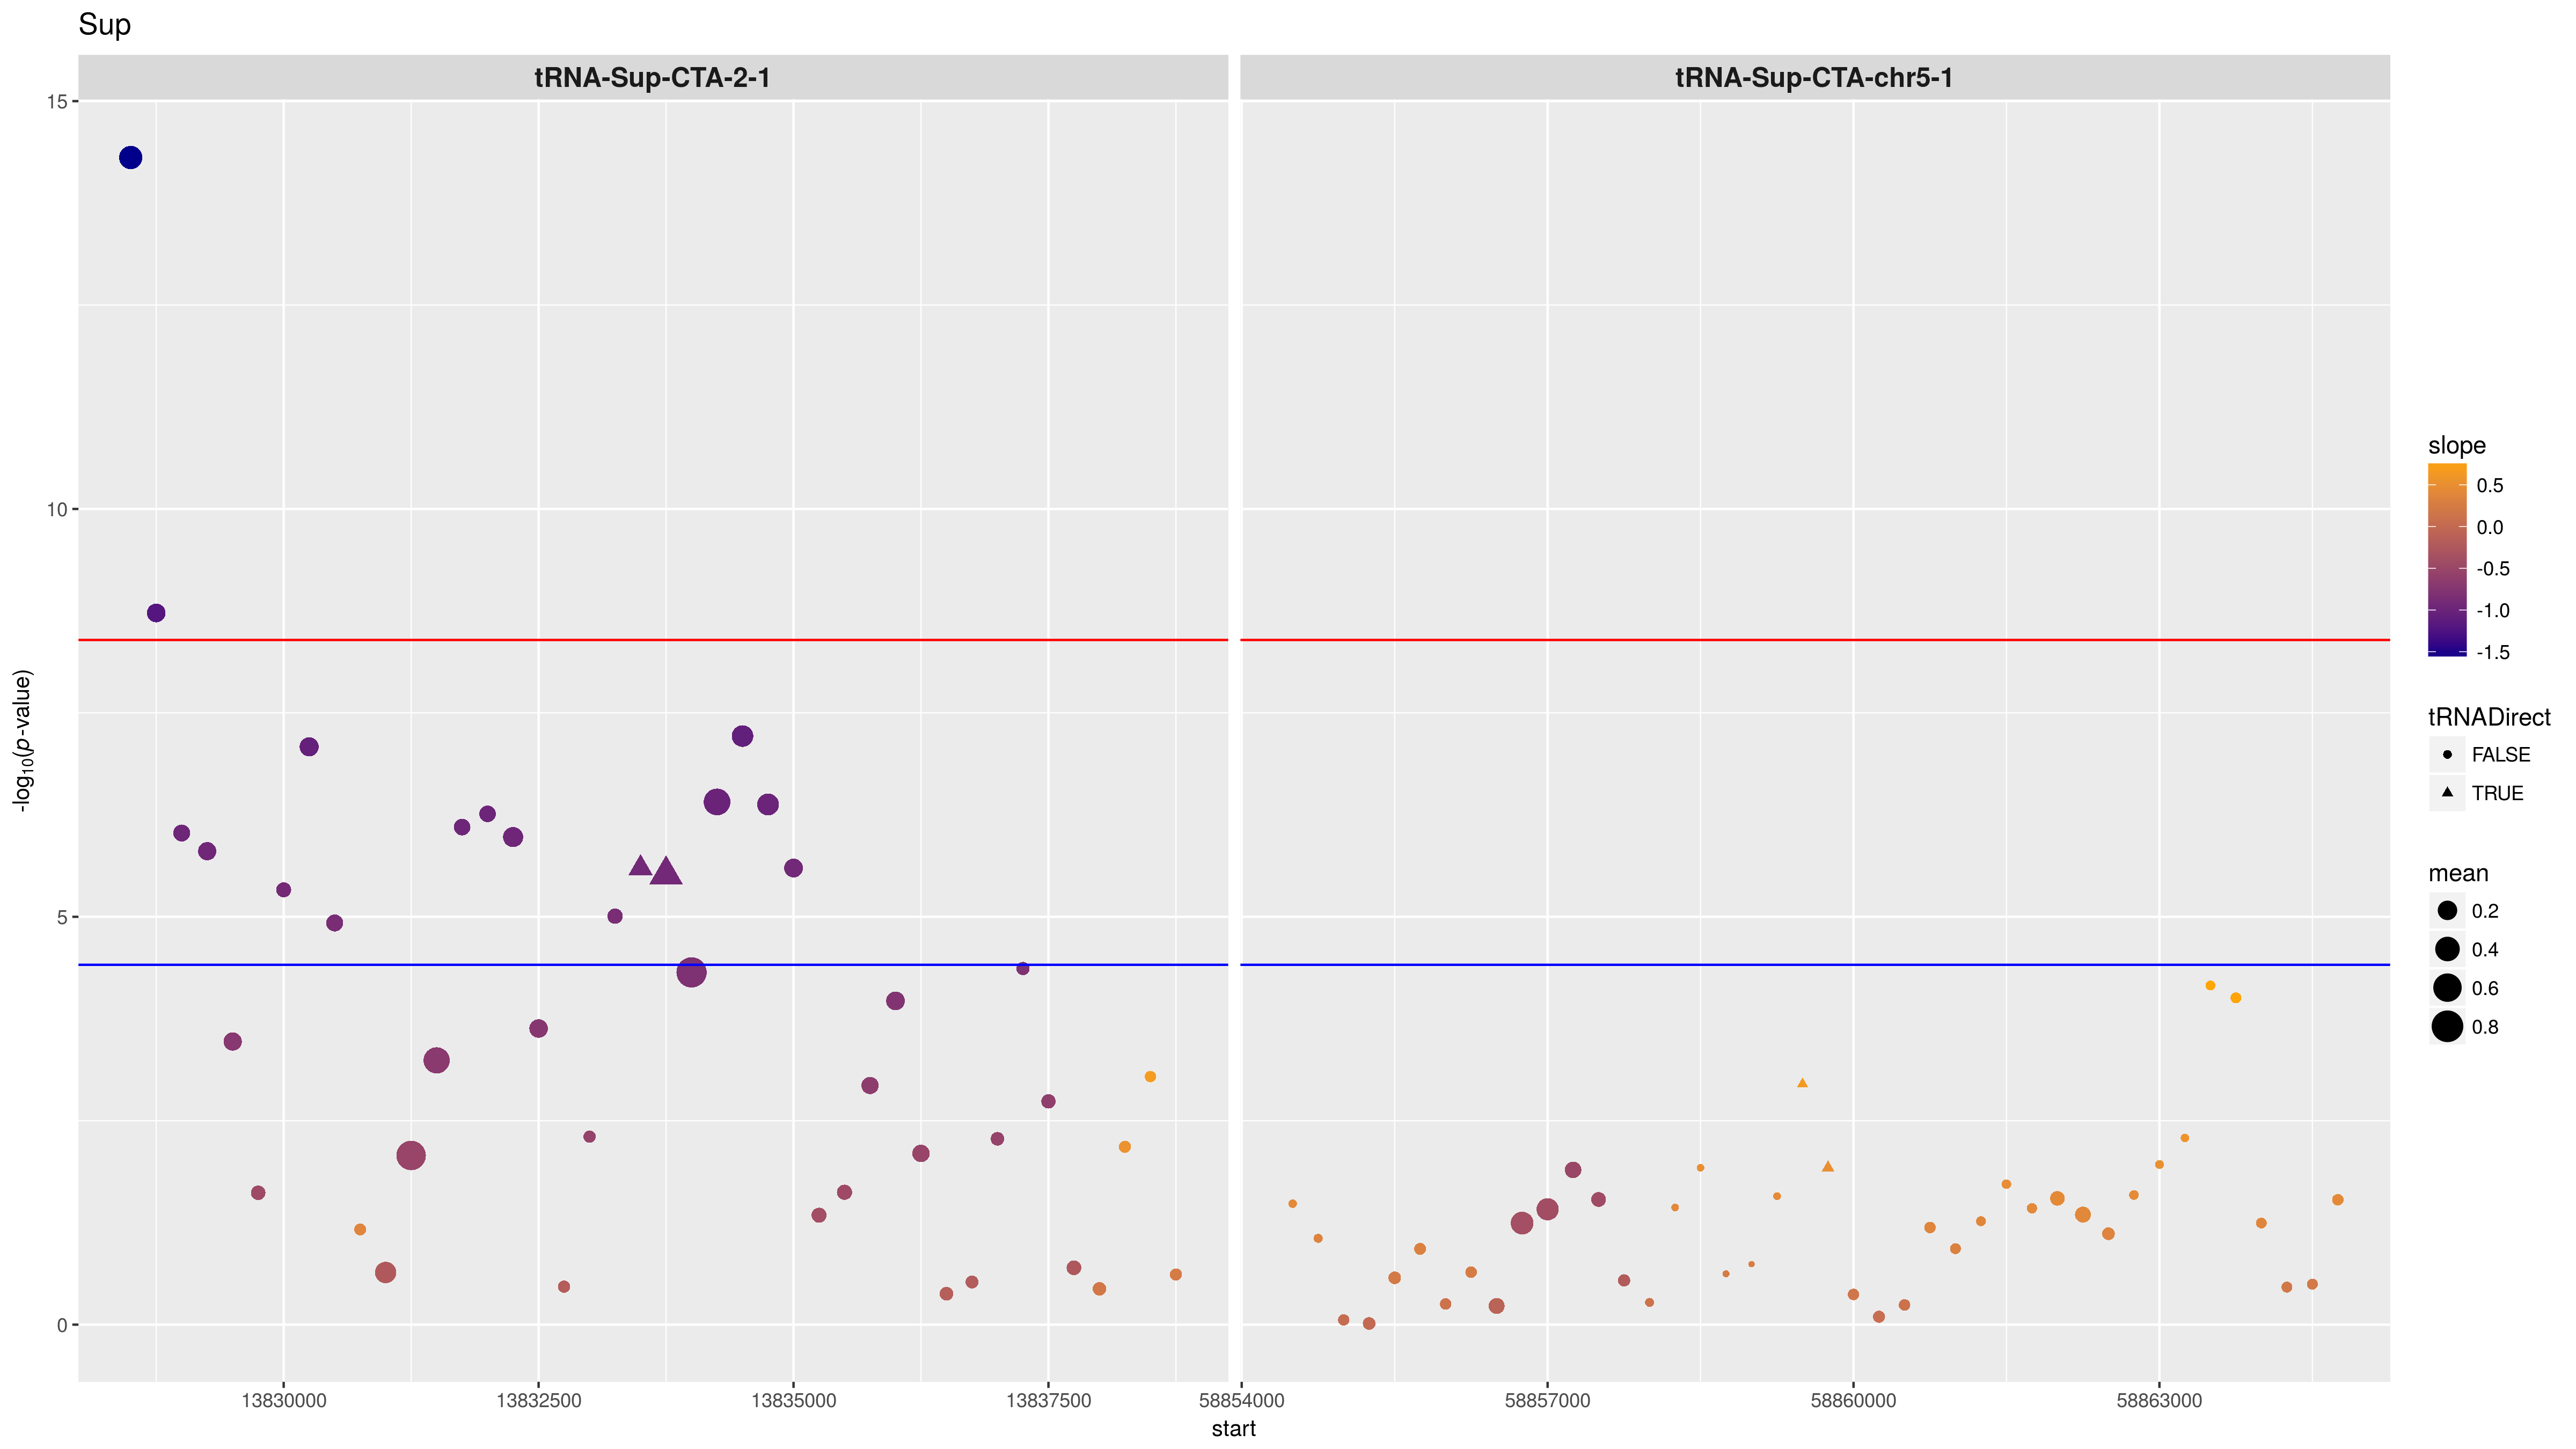 Sup
tRNA-Sup-CTA-2-1
tRNA-Sup-CTA-chr5-1
15
10
5
0
-log10(p-value)
13830000
13832500
13835000
13837500
58854000
58857000
58860000
58863000
start
slope
0.5
0.0
-0.5
-1.0
-1.5
tRNADirect
FALSE
TRUE
mean
0.2
0.4
0.6
0.8